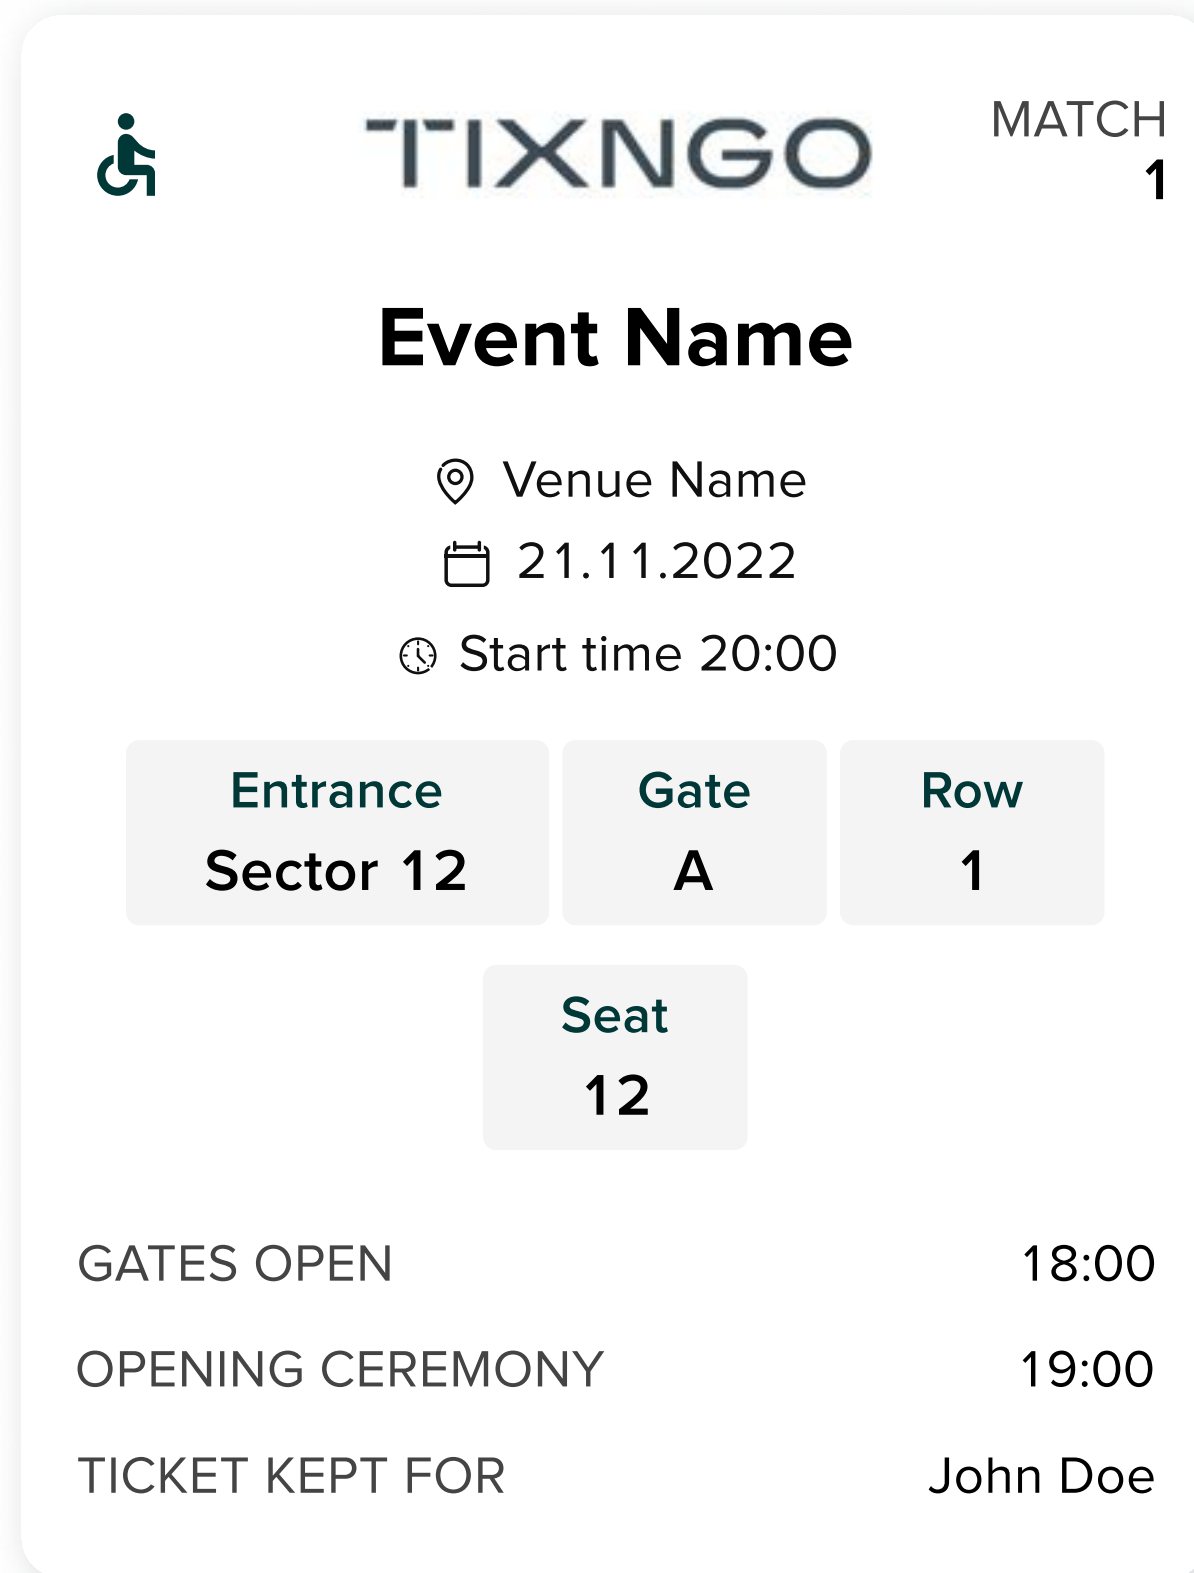 TIXNGO
MATCH
1
Event Name
Venue Name
21.11.2022
Start time 20:00
Entrance
Sector 12
Gate
A
Row
1
Seat
12
GATES OPEN 18:00
OPENING CEREMONY 19:00
TICKET KEPT FOR John Doe